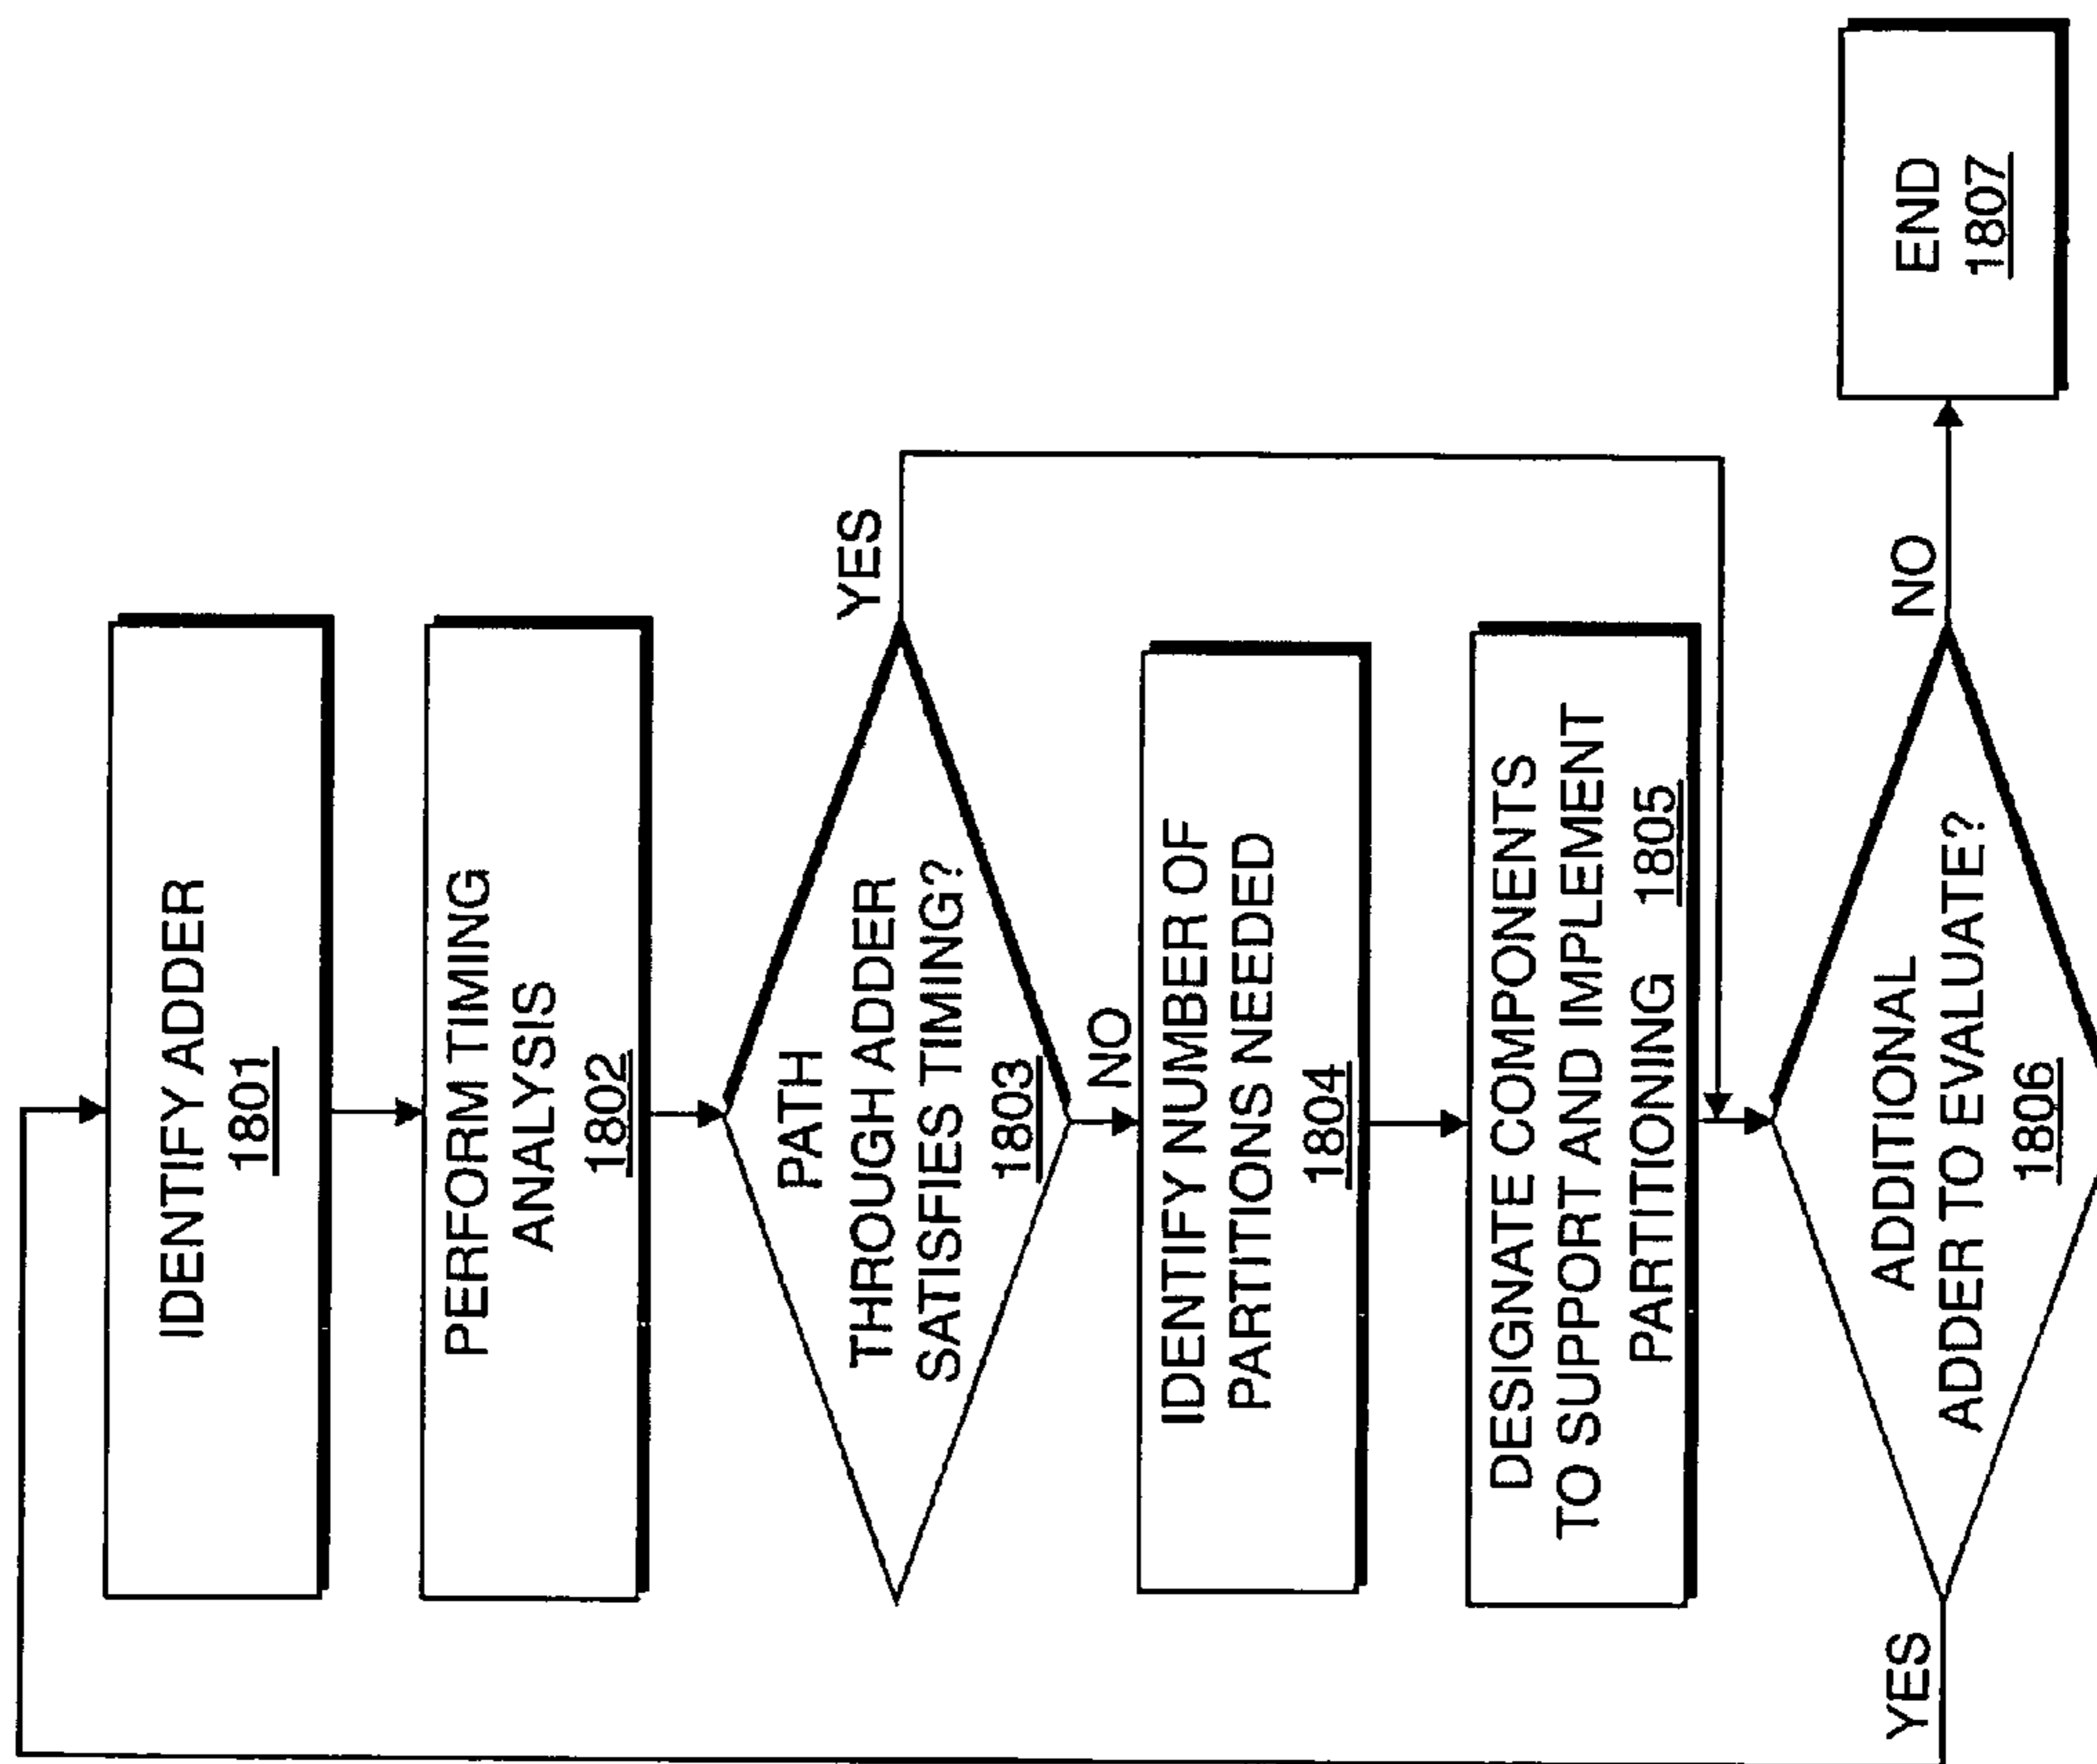 IDENTIFY ADDER
1801
PERFORM TIMING
ANALYSIS
1802
PATH
THROUGH ADDER
SATISFIES TIMING?
1803
YES
NO
IDENTIFY NUMBER OF
PARTITIONS NEEDED
1804
DESIGNATE COMPONENTS
TO SUPPORT AND IMPLEMENT
PARTITIONING 1805
ADDITIONAL
ADDER TO EVALUATE?
1806
YES
NO
END
1807